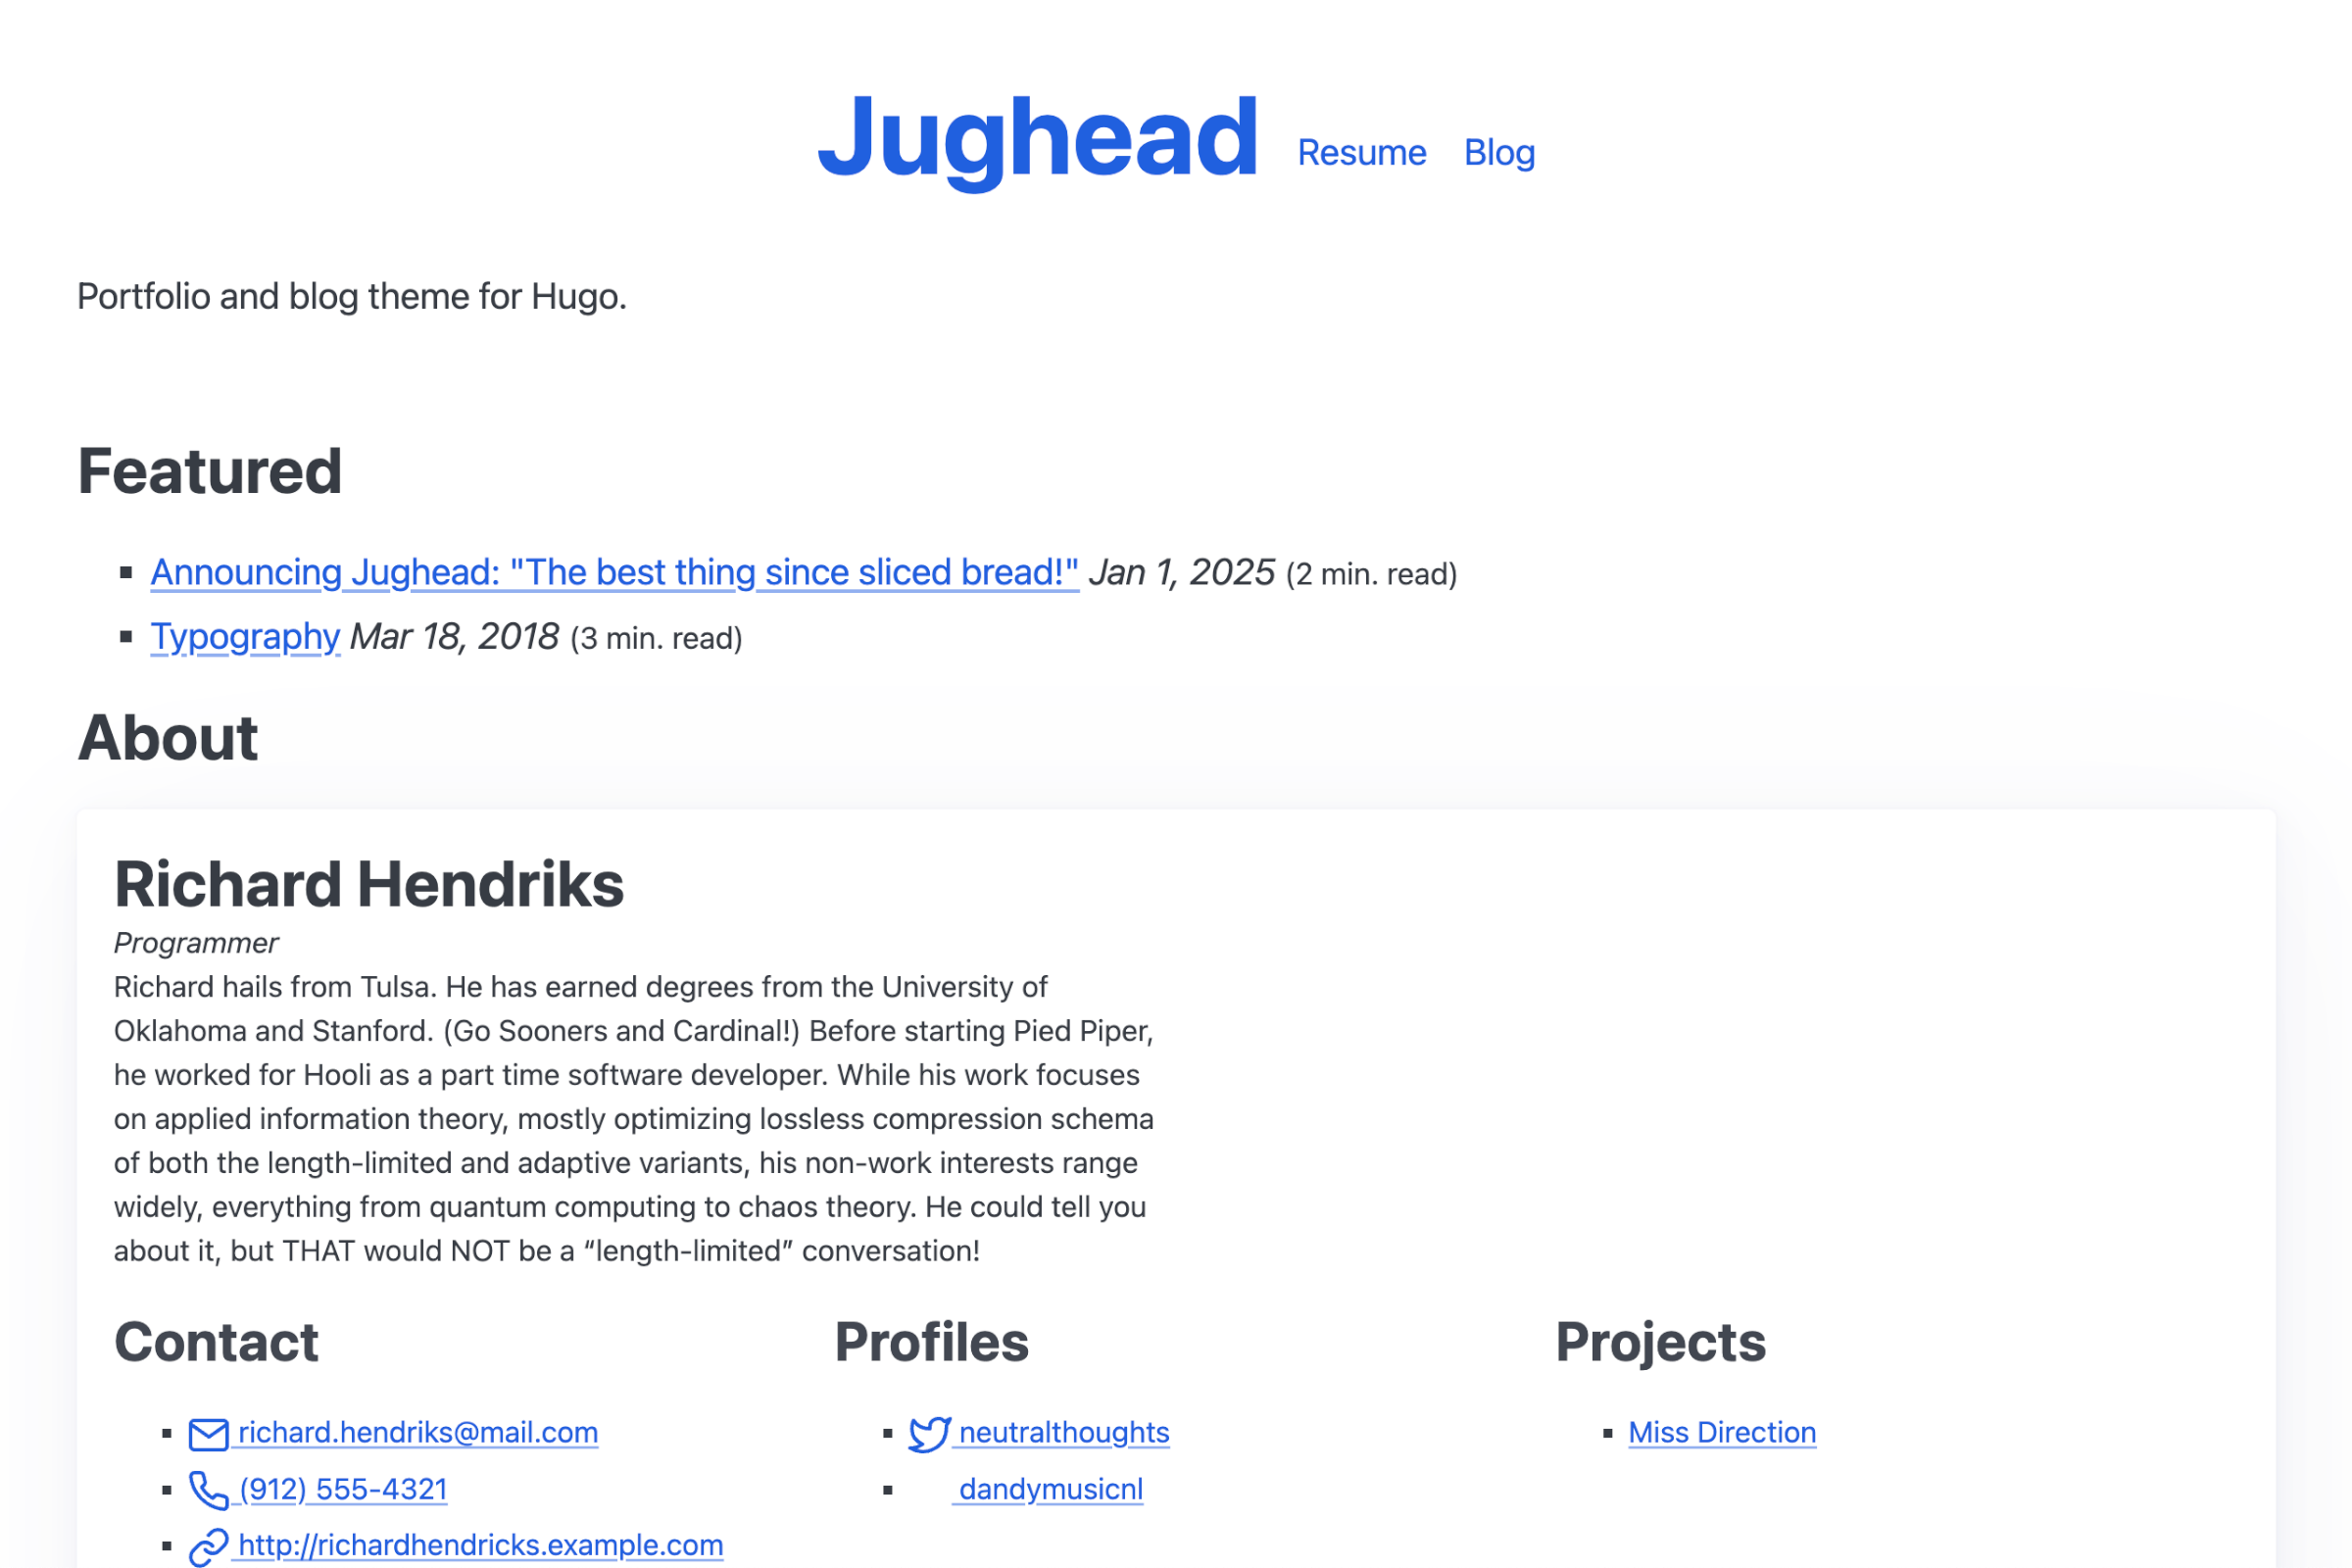 Jughead Resume Blog
Portfolio and blog theme for Hugo.
Featured
Announcing Jughead: "The best thing since sliced bread!" Jan 1, 2025 (2 min. read)
Typography Mar 18, 2018 (3 min. read)
About
Richard Hendriks
Programmer
Richard hails from Tulsa. He has earned degrees from the University of
Oklahoma and Stanford. (Go Sooners and Cardinal!) Before starting Pied Piper,
he worked for Hooli as a part time software developer. While his work focuses
on applied information theory, mostly optimizing lossless compression schema
of both the length-limited and adaptive variants, his non-work interests range
widely, everything from quantum computing to chaos theory. He could tell you
about it, but THAT would NOT be a “length-limited” conversation!
Contact
richard.hendriks@mail.com
(912) 555-4321
http://richardhendricks.example.com
Profiles
neutralthoughts
dandymusicnl
Projects
Miss Direction